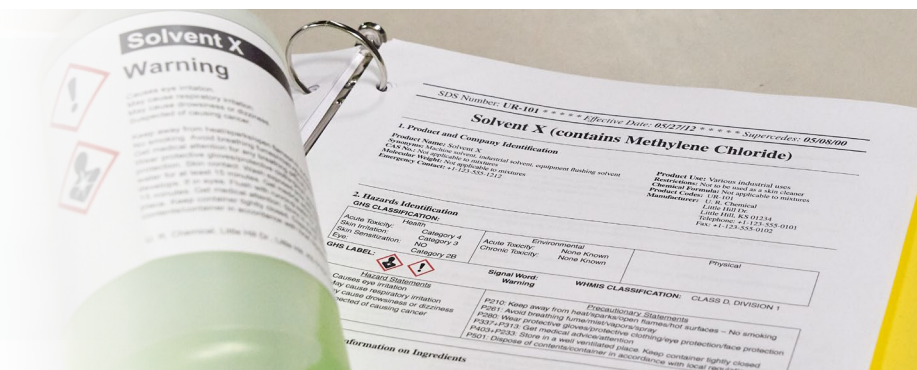 Solvent X
Warning
Causes eye irritation.
May cause respiratory irritation.
May cause drowsiness or dizziness.
Suspected of causing cancer.
Keep away from heat/sparks/open
U. R. Chemical, Little Hill Dr., Little Hill,
SDS Number: UR-101 * * * * * Effective Date: 05/27/12 * * * * * Supercedes: 05/08/00
Solvent X (contains Methylene Chloride)
1. Product and Company Identification
Product Name: Solvent X
Synonyms: Machine solvent, industrial solvent, equipment flushing solvent
CAS No.: Not applicable to mixtures
Molecular Weight: Not applicable to mixtures
Emergency Contact: +1-123-555-1212
Product Use: Various industrial uses
Restrictions: Not to be used as a skin cleaner
Chemical Formula: Not applicable to mixtures
Product Codes: UR-101
Manufacturer: U. R. Chemical
Little Hill Dr.
Little Hill, KS 01234
Telephone: +1-123-555-0101
Fax: +1-123-555-0102
2. Hazards Identification
GHS CLASSIFICATION:
Health
Acute Toxicity: Category 4
Skin Irritation: Category 3
Skin Sensitization: NO
Eye: Category 2B
Environmental
Acute Toxicity: None Known
Chronic Toxicity: None Known
Physical
GHS LABEL:
Signal Word:
Warning
WHMIS CLASSIFICATION: CLASS D, DIVISION 1
Hazard Statements
Causes eye irritation
ay cause respiratory irritation
y cause drowsiness or dizziness
pected of causing cancer
Precautionary Statements
P210: Keep away from heat/sparks/open flames/hot surfaces – No smoking
P261: Avoid breathing fume/mist/vapors/spray
P280: Wear protective gloves/protective clothing/eye protection/face protection
P337+P313: Get medical advice/attention
P403+P233: Store in a well ventilated place. Keep container tightly closed
P501: Dispose of contents/container in accordance with local
nformation on Ingredients